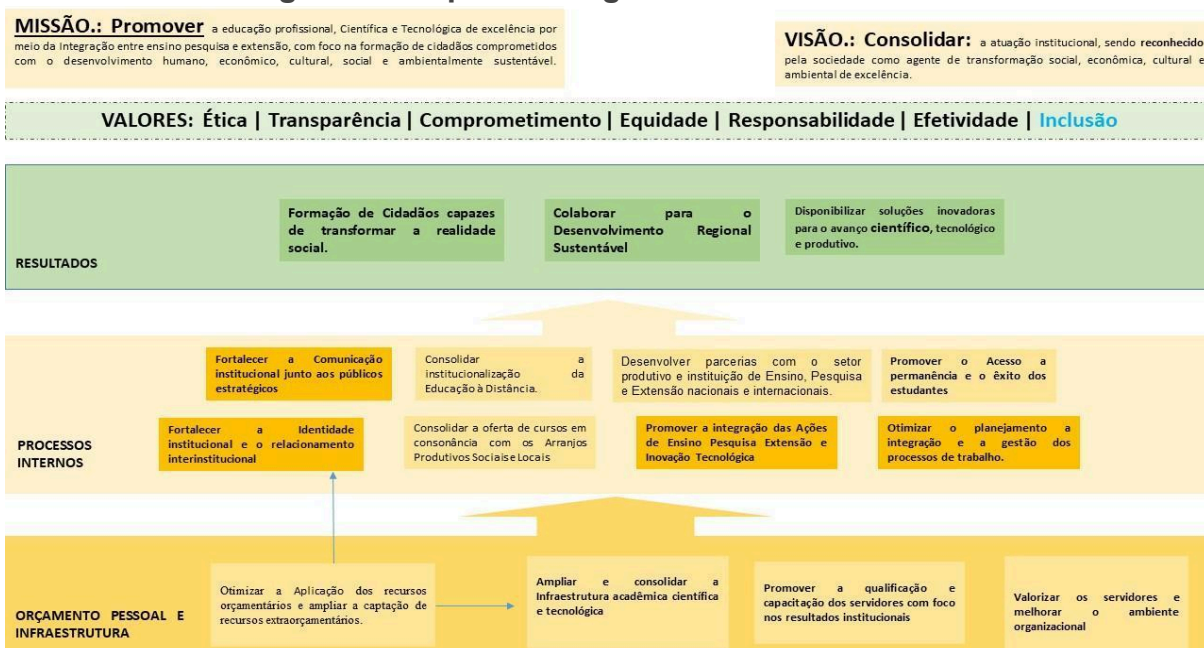 MISSÃO.: Promover a educação profissional, Científica e Tecnológica de excelência por
meio da Integração entre ensino pesquisa e extensão, com foco na formação de cidadãos comprometidos
com o desenvolvimento humano, econômico, cultural, social e ambientalmente sustentável.
VISÃO.: Consolidar: a atuação institucional, sendo reconhecido
pela sociedade como agente de transformação social, econômica, cultural e
ambiental de excelência.
VALORES: Ética | Transparência | Comprometimento | Equidade | Responsabilidade | Efetividade | Inclusão
RESULTADOS
Formação de Cidadãos capazes
de transformar a realidade
social.
Colaborar para o
Desenvolvimento Regional
Sustentável
Disponibilizar soluções inovadoras
para o avanço científico, tecnológico
e produtivo.
PROCESSOS
INTERNOS
Fortalecer a Comunicação
institucional junto aos públicos
estratégicos
Consolidar a
institucionalização da
Educação à Distância.
Desenvolver parcerias com o setor
produtivo e instituição de Ensino, Pesquisa
e Extensão nacionais e internacionais.
Promover o Acesso a
permanência e o êxito dos
estudantes
Fortalecer a Identidade
institucional e o relacionamento
interinstitucional
Consolidar a oferta de cursos em
consonância com os Arranjos
Produtivos Sociais e Locais
Promover a integração das Ações
de Ensino Pesquisa Extensão e
Inovação Tecnológica
Otimizar o planejamento a
integração e a gestão dos
processos de trabalho.
ORÇAMENTO PESSOAL E
INFRAESTRUTURA
Otimizar a Aplicação dos recursos
orçamentários e ampliar a captação de
recursos extraorçamentários.
Ampliar e consolidar a
Infraestrutura acadêmica científica
e tecnológica
Promover a qualificação e
capacitação dos servidores com foco
nos resultados institucionais
Valorizar os servidores e
melhorar o ambiente
organizacional